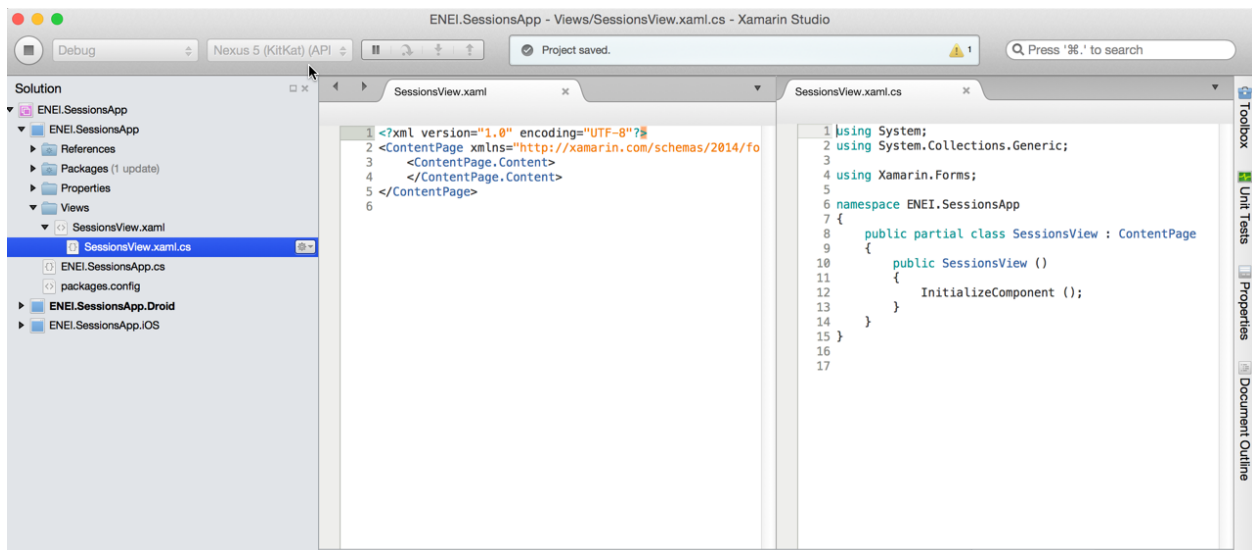 ENEI.SessionsApp - Views/SessionsView.xaml.cs - Xamarin Studio
Debug
Nexus 5 (KitKat) (API
Project saved.
1
Press '⌘.' to search
Solution
ENEI.SessionsApp
ENEI.SessionsApp
References
Packages (1 update)
Properties
Views
SessionsView.xaml
SessionsView.xaml.cs
ENEI.SessionsApp.cs
packages.config
ENEI.SessionsApp.Droid
ENEI.SessionsApp.iOS
SessionsView.xaml
1 <?xml version="1.0" encoding="UTF-8"?>
2 <ContentPage xmlns="http://xamarin.com/schemas/2014/fo
3     <ContentPage.Content>
4     </ContentPage.Content>
5 </ContentPage>
6
SessionsView.xaml.cs
1 using System;
2 using System.Collections.Generic;
3
4 using Xamarin.Forms;
5
6 namespace ENEI.SessionsApp
7 {
8     public partial class SessionsView : ContentPage
9     {
10         public SessionsView ()
11         {
12             InitializeComponent ();
13         }
14     }
15 }
16
17
Toolbox
Unit Tests
Properties
Document Outline